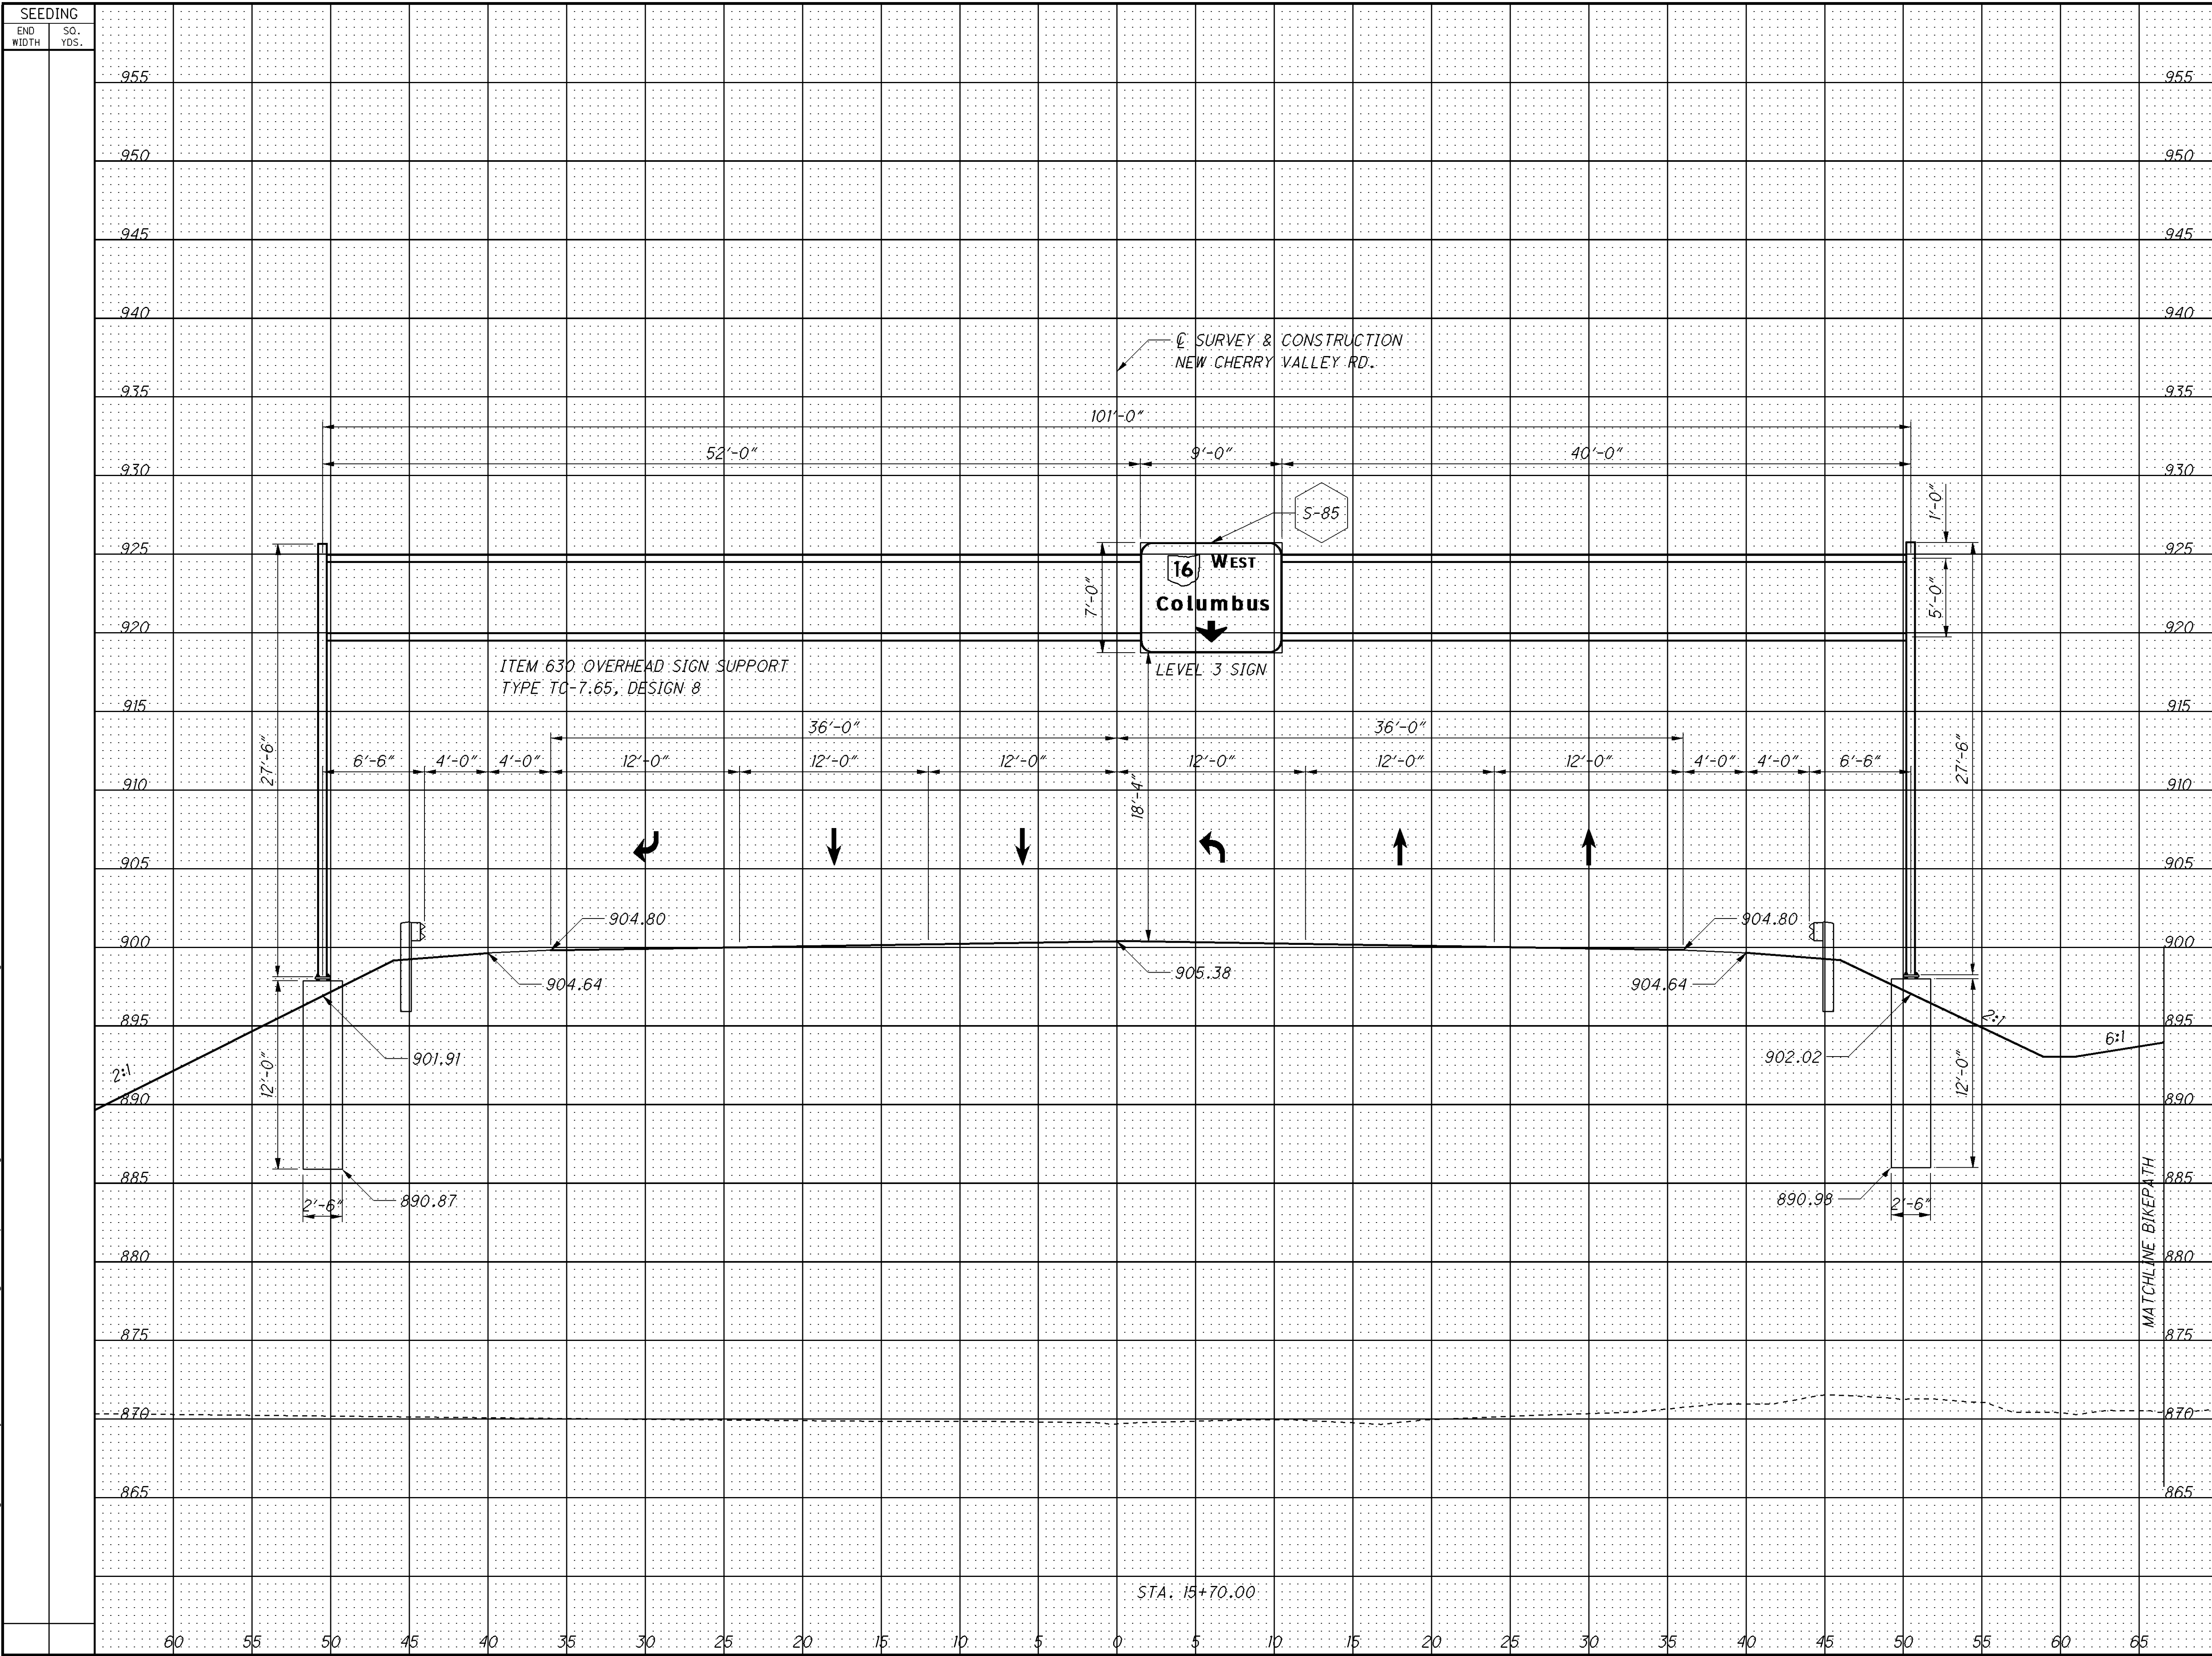 SEEDING
END WIDTH
SQ. YDS.
955 955
950 950
945 945
940 940
℄ SURVEY & CONSTRUCTION
NEW CHERRY VALLEY RD.
935 935
101'-0"
52'-0" 9'-0" 40'-0"
930 930
S-85
1'-0"
925 925
16 WEST
Columbus
7'-0"
5'-0"
920 920
ITEM 630 OVERHEAD SIGN SUPPORT
TYPE TC-7.65, DESIGN 8
LEVEL 3 SIGN
915 915
36'-0" 36'-0"
27'-6"
6'-6" 4'-0" 4'-0" 12'-0" 12'-0" 12'-0" 12'-0" 12'-0" 12'-0" 4'-0" 4'-0" 6'-6"
27'-6"
18'-4"
910 910
905 905
904.80 904.80
900 900
904.64 905.38 904.64
895 895
2:1
6:1
901.91 902.02
2:1
12'-0" 12'-0"
890 890
885 885
2'-6" 890.87 890.98 2'-6"
MATCHLINE BIKEPATH
880 880
875 875
870 870
865 865
STA. 15+70.00
60 55 50 45 40 35 30 25 20 15 10 5 0 5 10 15 20 25 30 35 40 45 50 55 60 65